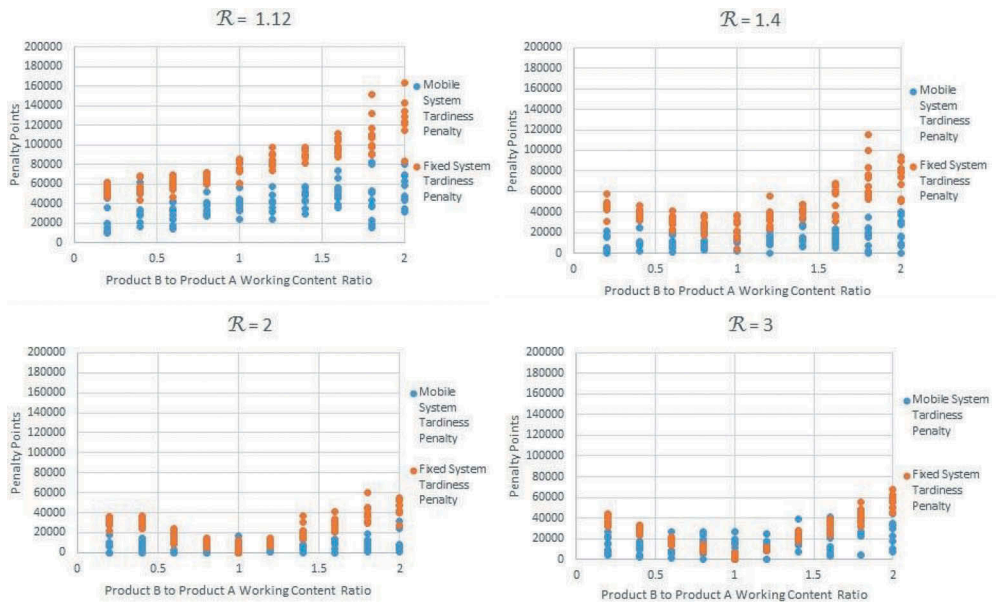 ℛ = 1.12
200000
180000
160000
140000
120000
100000
80000
60000
40000
20000
0
Penalty Points
0
0.5
1
1.5
2
Product B to Product A Working Content Ratio
Mobile
System
Tardiness
Penalty
Fixed System
Tardiness
Penalty
ℛ = 1.4
200000
180000
160000
140000
120000
100000
80000
60000
40000
20000
0
Penalty Points
0
0.5
1
1.5
2
Product B to Product A Working Content Ratio
Mobile
System
Tardiness
Penalty
Fixed System
Tardiness
Penalty
ℛ = 2
200000
180000
160000
140000
120000
100000
80000
60000
40000
20000
0
Penalty Points
0
0.5
1
1.5
2
Product B to Product A Working Content Ratio
Mobile
System
Tardiness
Penalty
Fixed System
Tardiness
Penalty
ℛ = 3
200000
180000
160000
140000
120000
100000
80000
60000
40000
20000
0
Penalty Points
0
0.5
1
1.5
2
Product B to Product A Working Content Ratio
Mobile System
Tardiness
Penalty
Fixed System
Tardiness
Penalty